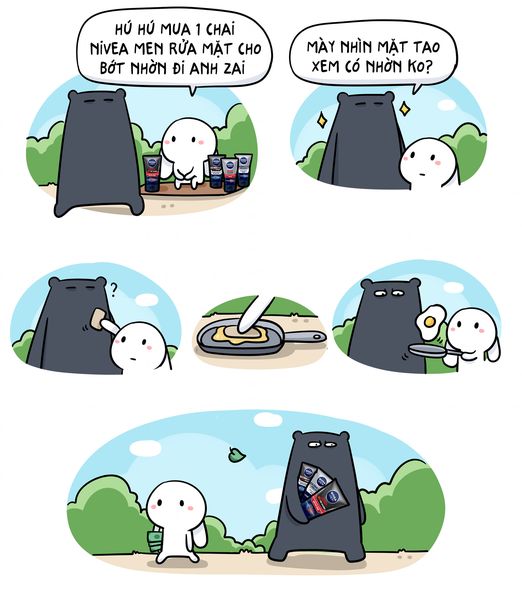 HÚ HÚ MUA 1 CHAI
NIVEA MEN RỬA MẶT CHO
BỚT NHỜN ĐI ANH ZAI
MÀY NHÌN MẶT TAO
XEM CÓ NHỜN KO?
?